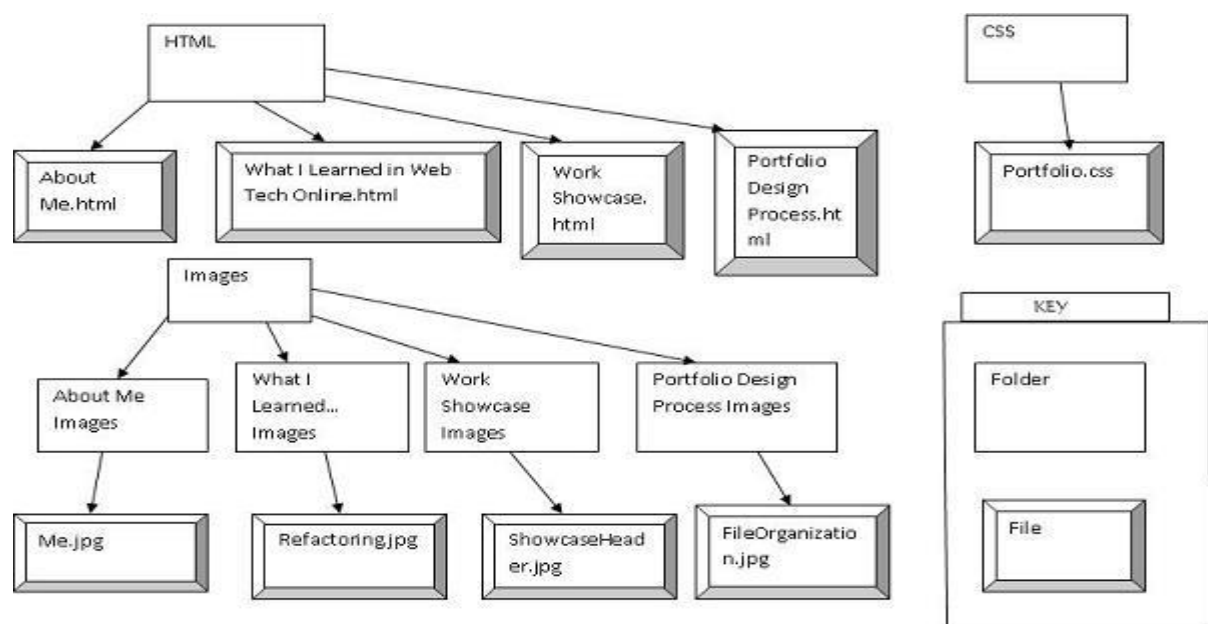 HTML
CSS
About
Me.html
What I Learned in Web
Tech Online.html
Work
Showcase.
html
Portfolio
Design
Process.ht
ml
Portfolio.css
Images
KEY
About Me
Images
What I
Learned...
Images
Work
Showcase
Images
Portfolio Design
Process Images
Folder
Me.jpg
Refactoring.jpg
ShowcaseHead
er.jpg
FileOrganizatio
n.jpg
File